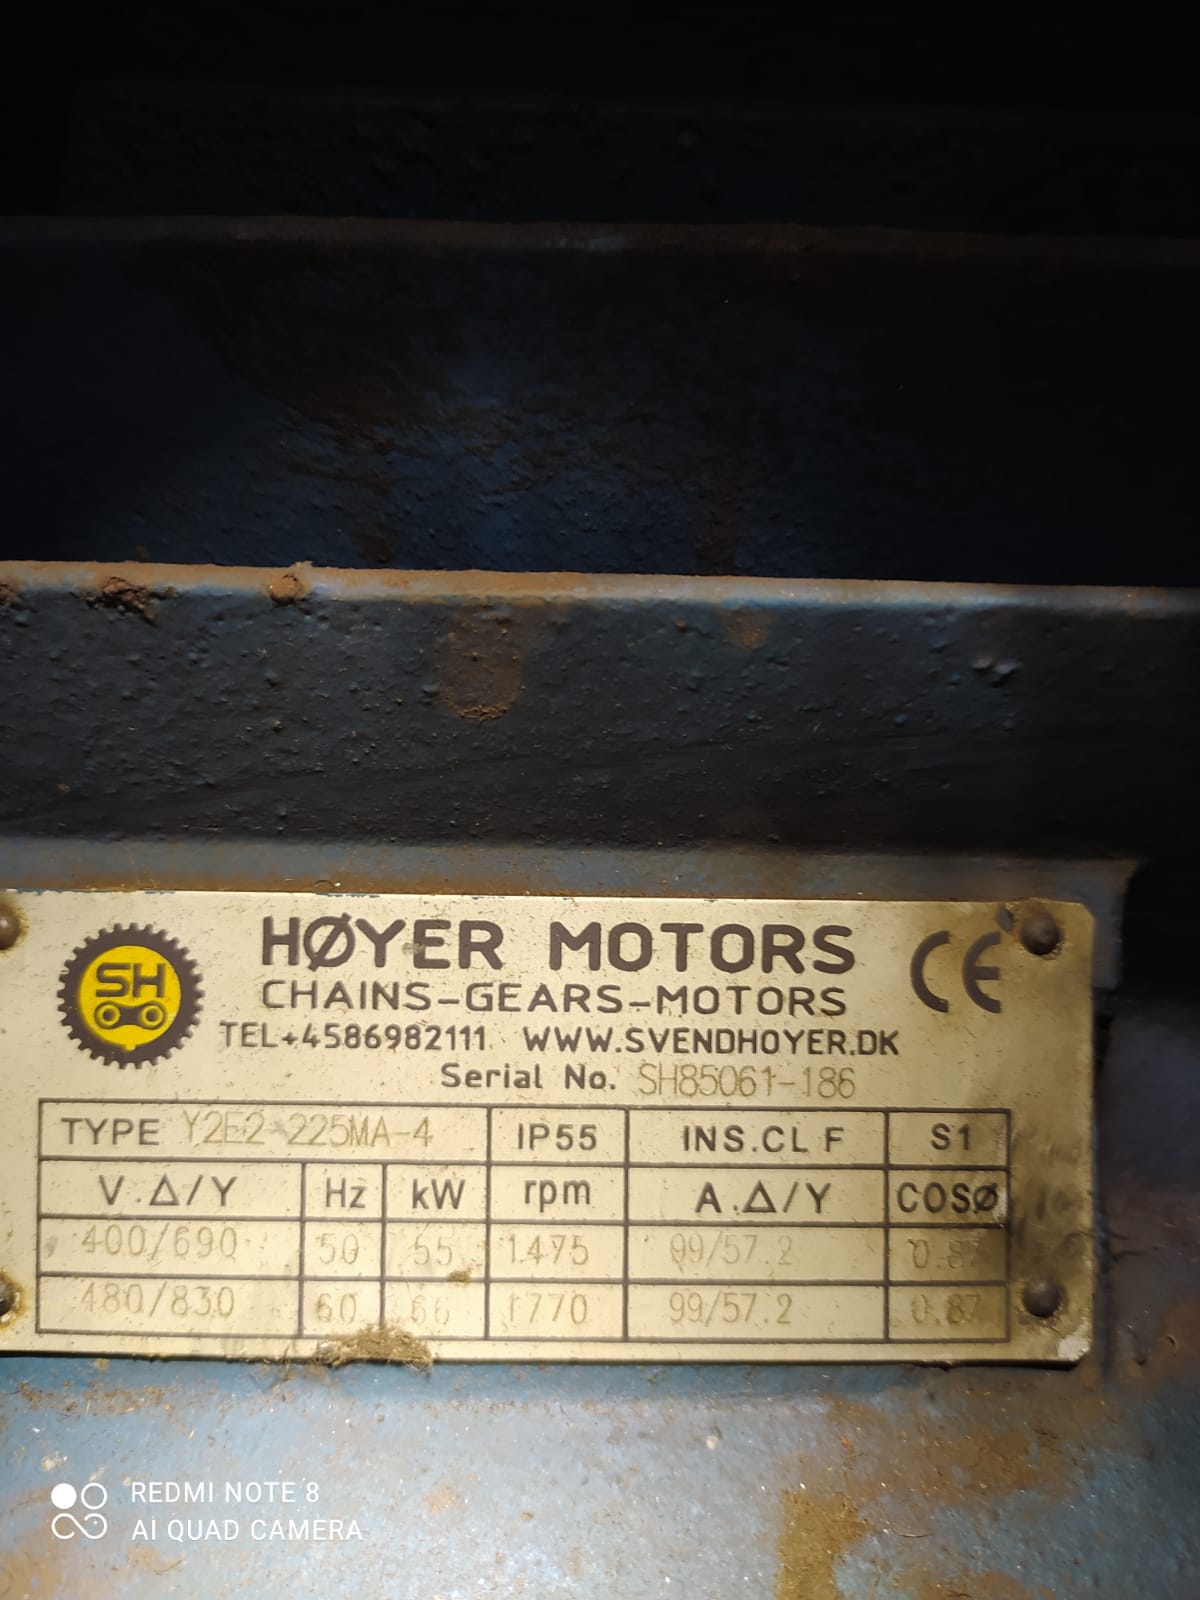 SH
HØYER MOTORS CE
CHAINS-GEARS-MOTORS
TEL+4586982111 WWW.SVENDHOYER.DK
Serial No. SH85061-186
TYPE Y2E2-225MA-4 IP55 INS.CL F S1
V.Δ/Y Hz kW rpm A.Δ/Y COSØ
400/690 50 55 1475 99/57.2
480/830 60 66 1770 99/57.2 0.87
REDMI NOTE 8
AI QUAD CAMERA